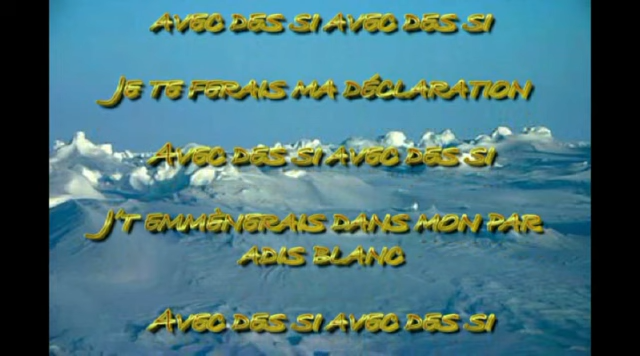 Avec des si avec des si
Je te ferais ma déclaration
Avec des si avec des si
J't emmènerais dans mon par
adis blanc
Avec des si avec des si